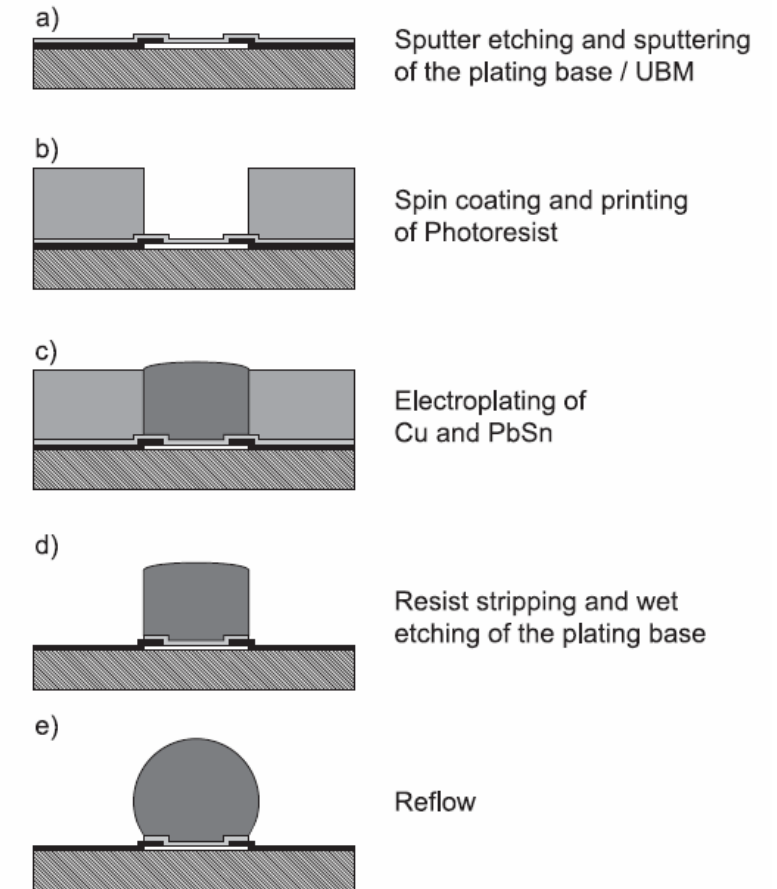 a)
Sputter etching and sputtering
of the plating base / UBM
b)
Spin coating and printing
of Photoresist
c)
Electroplating of
Cu and PbSn
d)
Resist stripping and wet
etching of the plating base
e)
Reflow